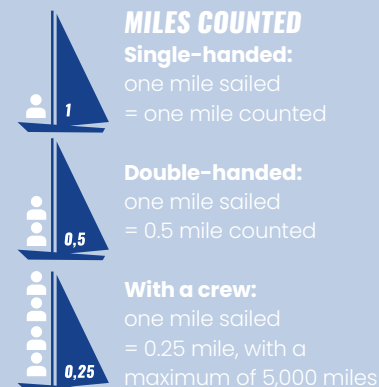 MILES COUNTED
Single-handed:
one mile sailed
= one mile counted
1
Double-handed:
one mile sailed
= 0.5 mile counted
0,5
With a crew:
one mile sailed
= 0.25 mile, with a
maximum of 5,000 miles
0,25